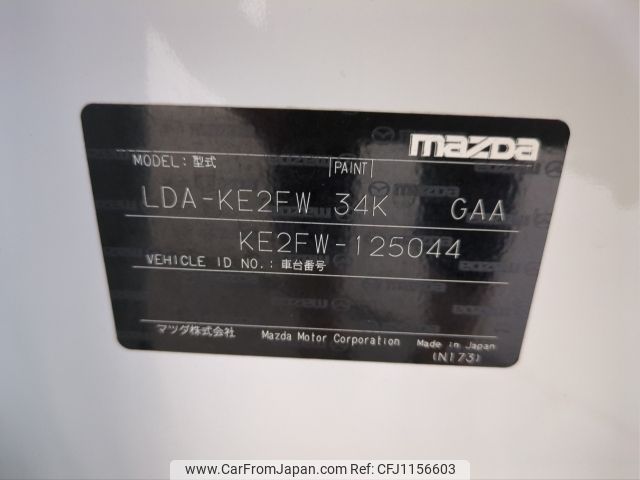 mazda
MODEL: 型式 PAINT
LDA-KE2FW 34K GAA
KE2FW-125044
VEHICLE ID NO.: 車台番号
マツダ株式会社 Mazda Motor Corporation Made in Japan
(N173)
www.CarFromJapan.com CFJ1156603